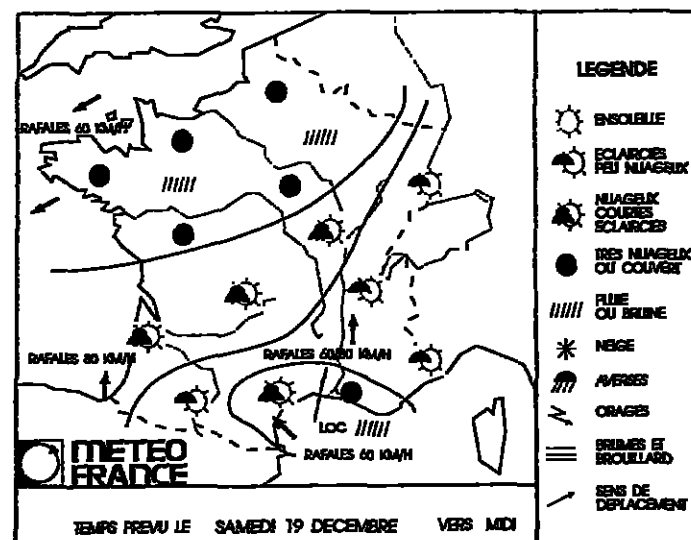 RAFALES 60 KM/H
RAFALES 80 KM/H
RAFALES 60/80 KM/H
LOC
RAFALES 60 KM/H
METEO
FRANCE
TEMPS PREVU LE SAMEDI 19 DECEMBRE VERS MIDI
LEGENDE
ENSOLEILLE
ECLAIRCIES
PEU NUAGEUX
NUAGEUX
COURTES
ECLAIRCIES
TRES NUAGEUX
OU COUVERT
PLUIE
OU BRUINE
NEIGE
AVERSES
ORAGES
BRUMES ET
BROUILLARD
SENS DE
DEPLACEMENT